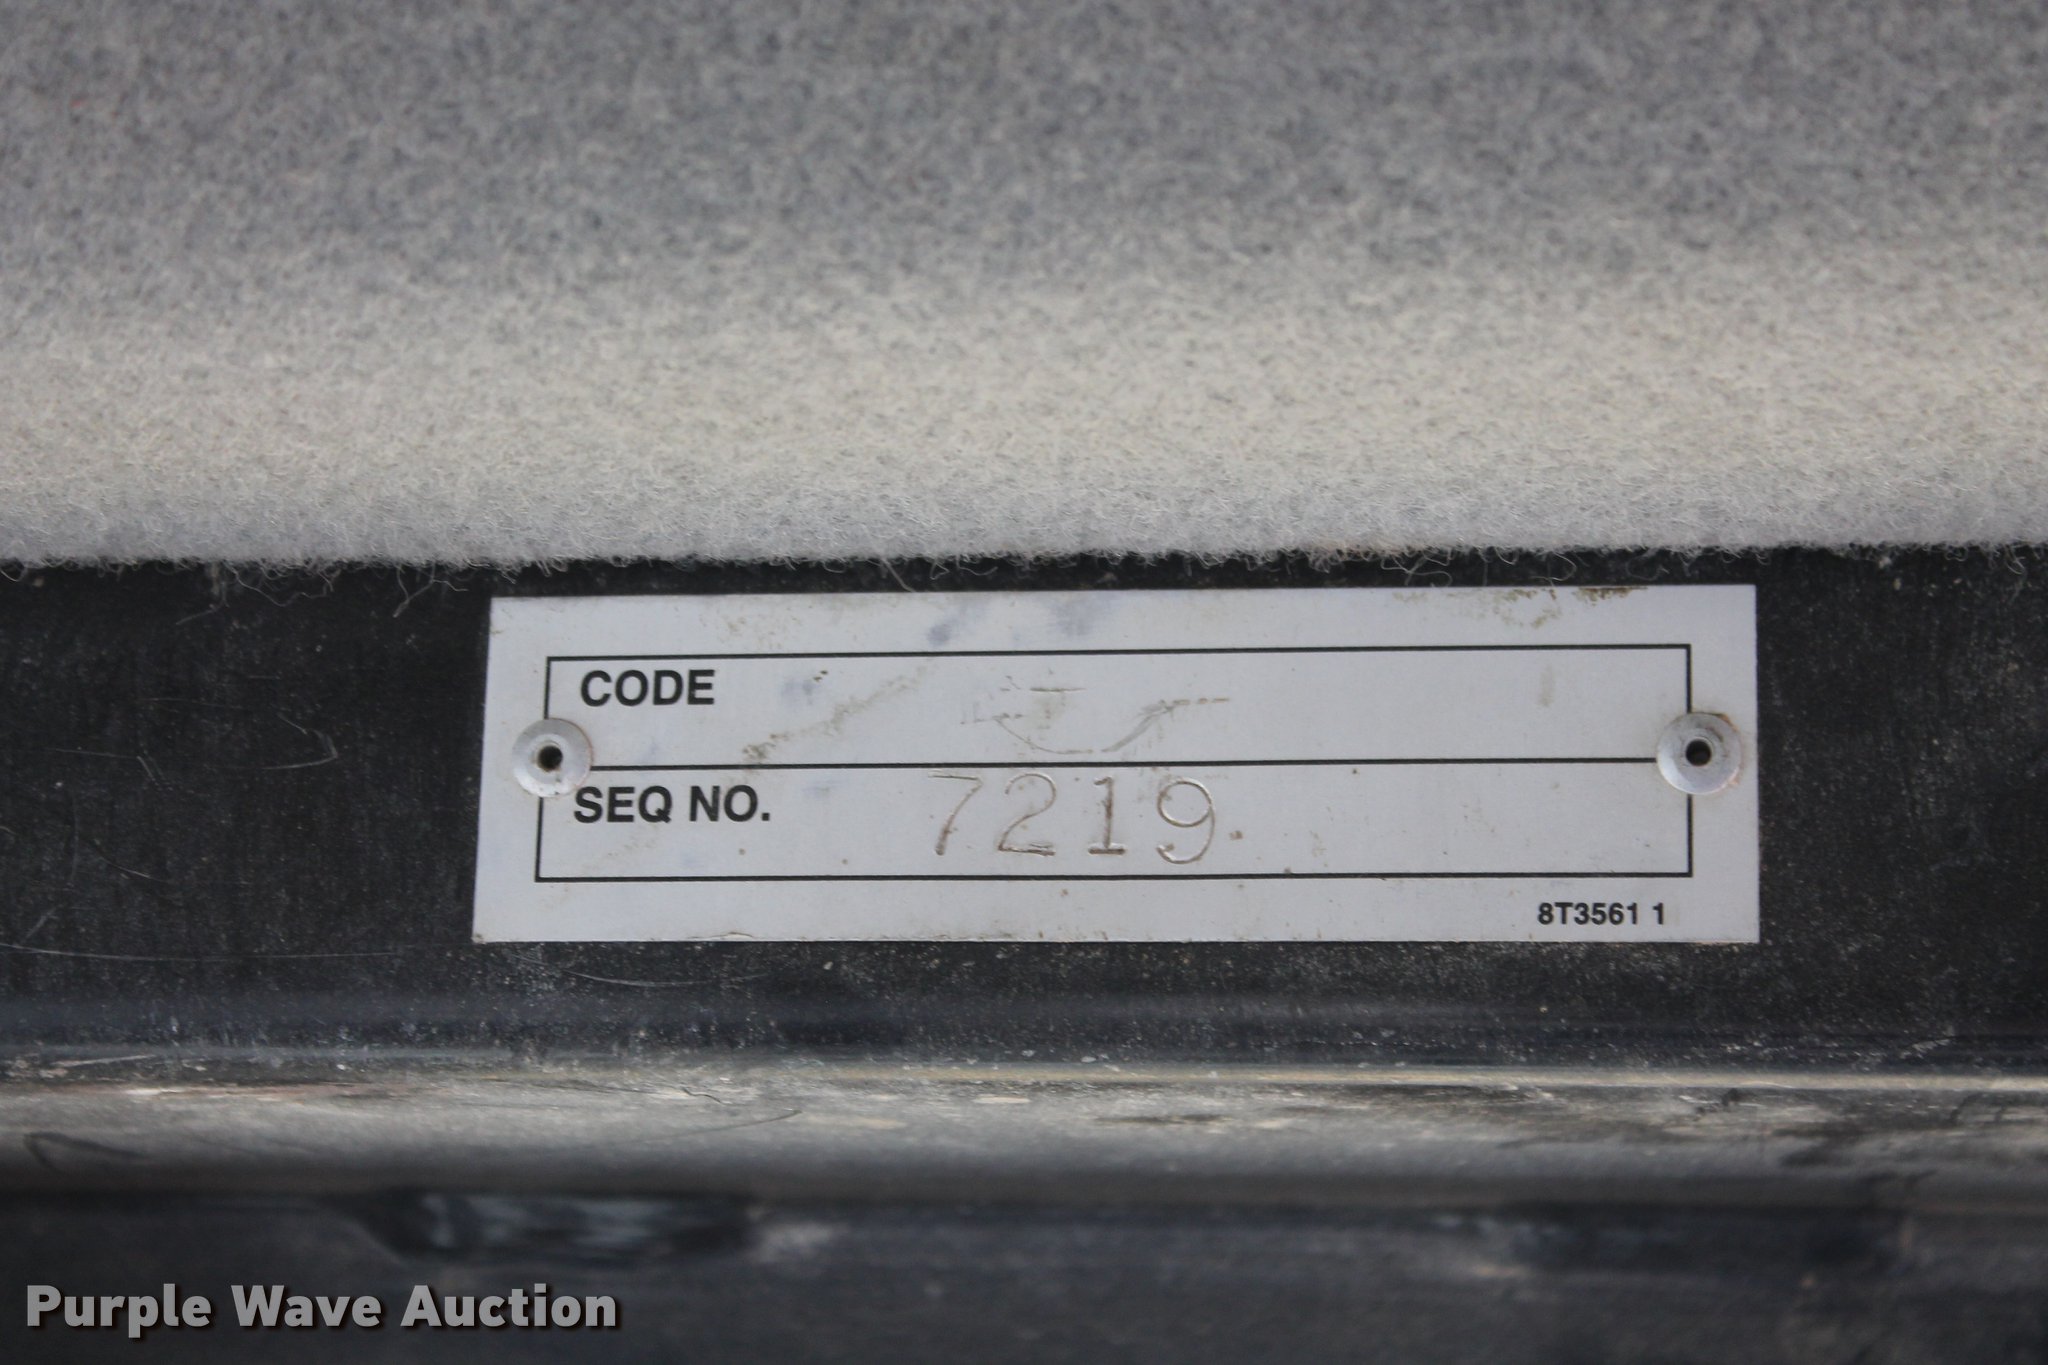 CODE
SEQ NO. 7219
8T3561 1
Purple Wave Auction